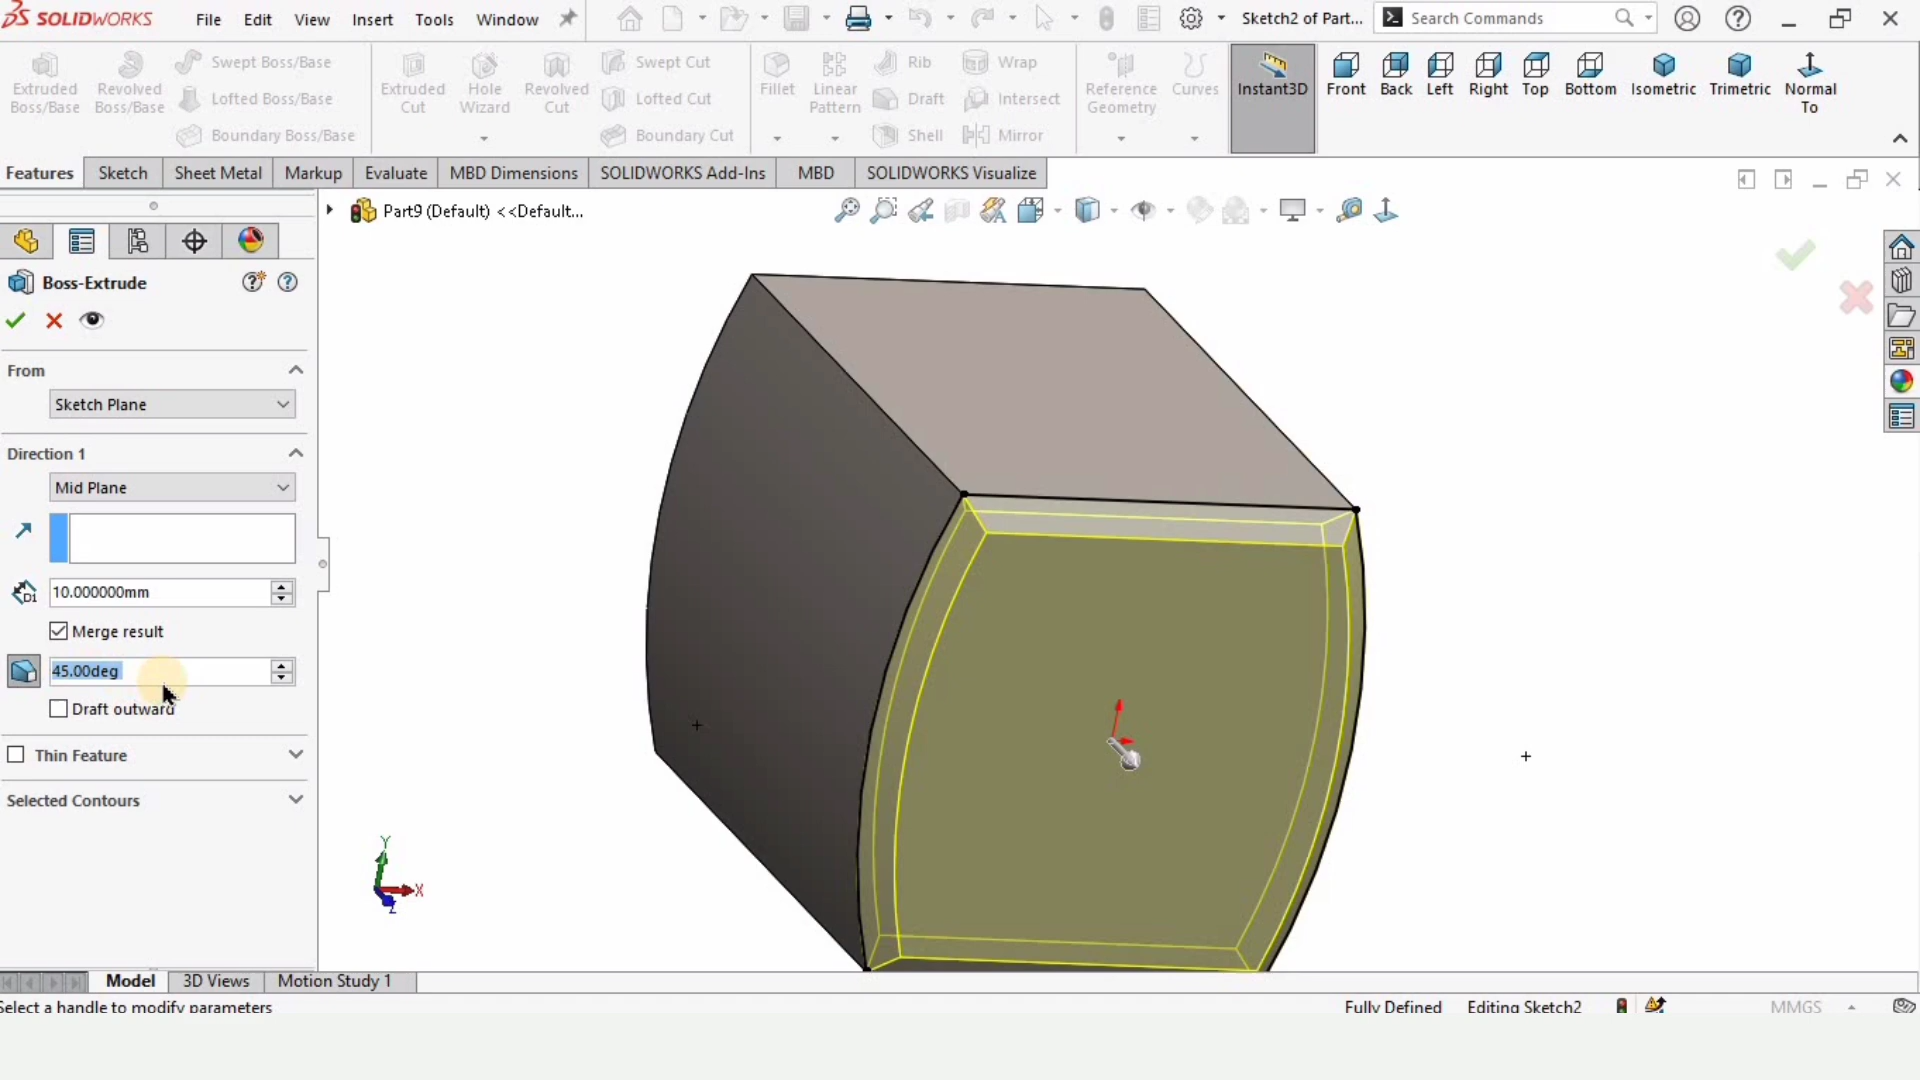 SOLIDWORKS
File Edit View Insert Tools Window
Sketch2 of Part...
Search Commands
Extruded Boss/Base
Revolved Boss/Base
Swept Boss/Base
Lofted Boss/Base
Boundary Boss/Base
Extruded Cut
Hole Wizard
Revolved Cut
Swept Cut
Lofted Cut
Boundary Cut
Fillet
Linear Pattern
Rib
Draft
Shell
Wrap
Intersect
Mirror
Reference Geometry
Curves
Instant3D
Front Back Left Right Top Bottom Isometric Trimetric Normal To
Features Sketch Sheet Metal Markup Evaluate MBD Dimensions SOLIDWORKS Add-Ins MBD SOLIDWORKS Visualize
Part9 (Default) <<Default...
Boss-Extrude
From
Sketch Plane
Direction 1
Mid Plane
D1
10.000000mm
Merge result
45.00deg
Draft outward
Thin Feature
Selected Contours
Y
X
Z
Model 3D Views Motion Study 1
Select a handle to modify parameters
Fully Defined Editing Sketch2 MMGS